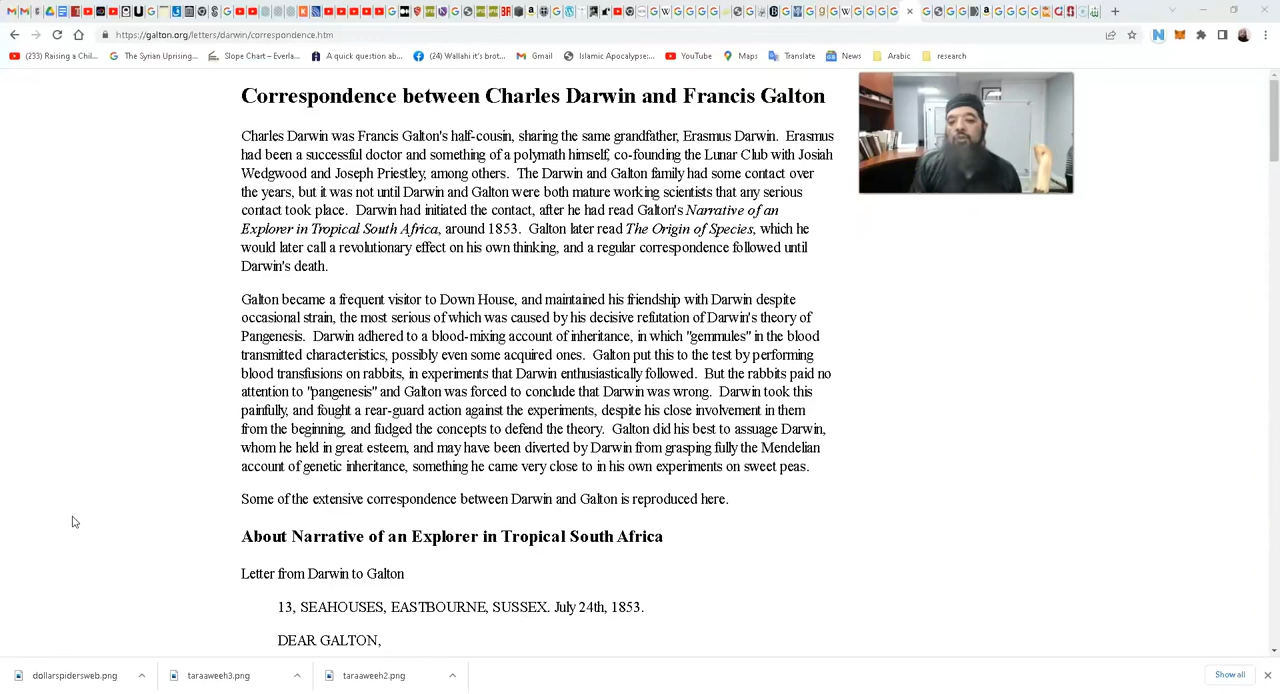 https://galton.org/letters/darwin/correspondence.htm
(233) Raising a Chil... The Syrian Uprising... Slope Chart – Everla... A quick question ab... (24) Wallahi it's brot... Gmail Islamic Apocalypse:... YouTube Maps Translate News Arabic research
Correspondence between Charles Darwin and Francis Galton
Charles Darwin was Francis Galton's half-cousin, sharing the same grandfather, Erasmus Darwin. Erasmus
had been a successful doctor and something of a polymath himself, co-founding the Lunar Club with Josiah
Wedgwood and Joseph Priestley, among others. The Darwin and Galton family had some contact over
the years, but it was not until Darwin and Galton were both mature working scientists that any serious
contact took place. Darwin had initiated the contact, after he had read Galton's Narrative of an
Explorer in Tropical South Africa, around 1853. Galton later read The Origin of Species, which he
would later call a revolutionary effect on his own thinking, and a regular correspondence followed until
Darwin's death.
Galton became a frequent visitor to Down House, and maintained his friendship with Darwin despite
occasional strain, the most serious of which was caused by his decisive refutation of Darwin's theory of
Pangenesis. Darwin adhered to a blood-mixing account of inheritance, in which "gemmules" in the blood
transmitted characteristics, possibly even some acquired ones. Galton put this to the test by performing
blood transfusions on rabbits, in experiments that Darwin enthusiastically followed. But the rabbits paid no
attention to "pangenesis" and Galton was forced to conclude that Darwin was wrong. Darwin took this
painfully, and fought a rear-guard action against the experiments, despite his close involvement in them
from the beginning, and fudged the concepts to defend the theory. Galton did his best to assuage Darwin,
whom he held in great esteem, and may have been diverted by Darwin from grasping fully the Mendelian
account of genetic inheritance, something he came very close to in his own experiments on sweet peas.
Some of the extensive correspondence between Darwin and Galton is reproduced here.
About Narrative of an Explorer in Tropical South Africa
Letter from Darwin to Galton
13, SEAHOUSES, EASTBOURNE, SUSSEX. July 24th, 1853.
DEAR GALTON,
dollarspidersweb.png taraaweeh3.png taraaweeh2.png Show all